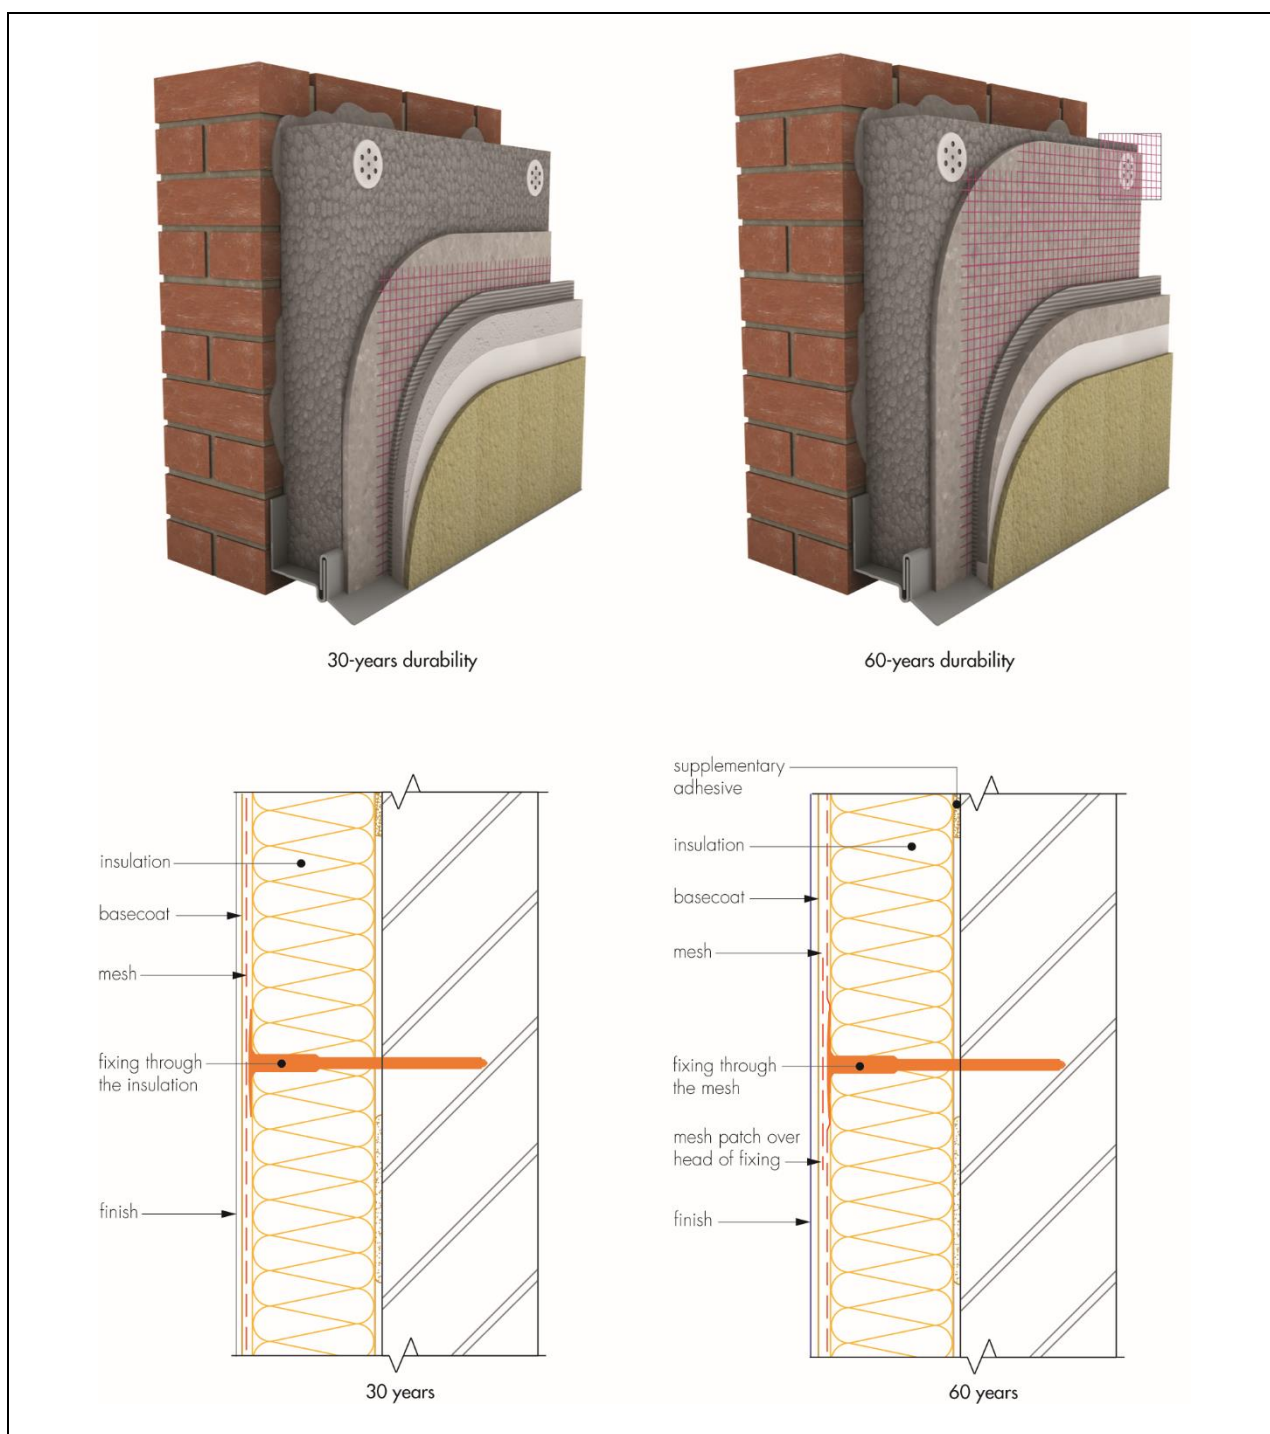 30-years durability
60-years durability
insulation
basecoat
mesh
fixing through
the insulation
finish
30 years
supplementary
adhesive
insulation
basecoat
mesh
fixing through
the mesh
mesh patch over
head of fixing
finish
60 years